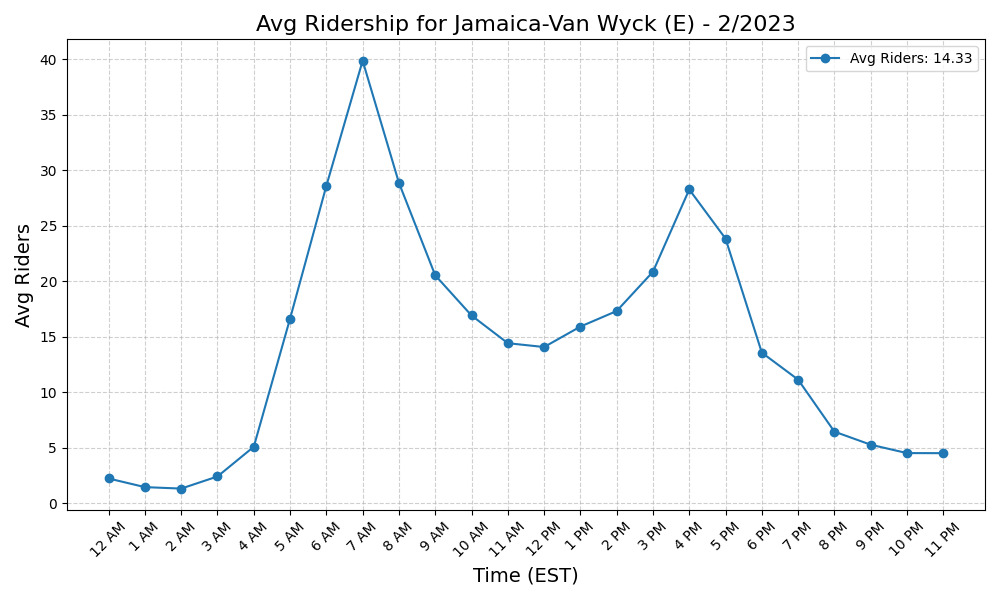 Avg Ridership for Jamaica-Van Wyck (E) - 2/2023
Avg Riders: 14.33
Avg Riders
40
35
30
25
20
15
10
5
0
12 AM
1 AM
2 AM
3 AM
4 AM
5 AM
6 AM
7 AM
8 AM
9 AM
10 AM
11 AM
12 PM
1 PM
2 PM
3 PM
4 PM
5 PM
6 PM
7 PM
8 PM
9 PM
10 PM
11 PM
Time (EST)